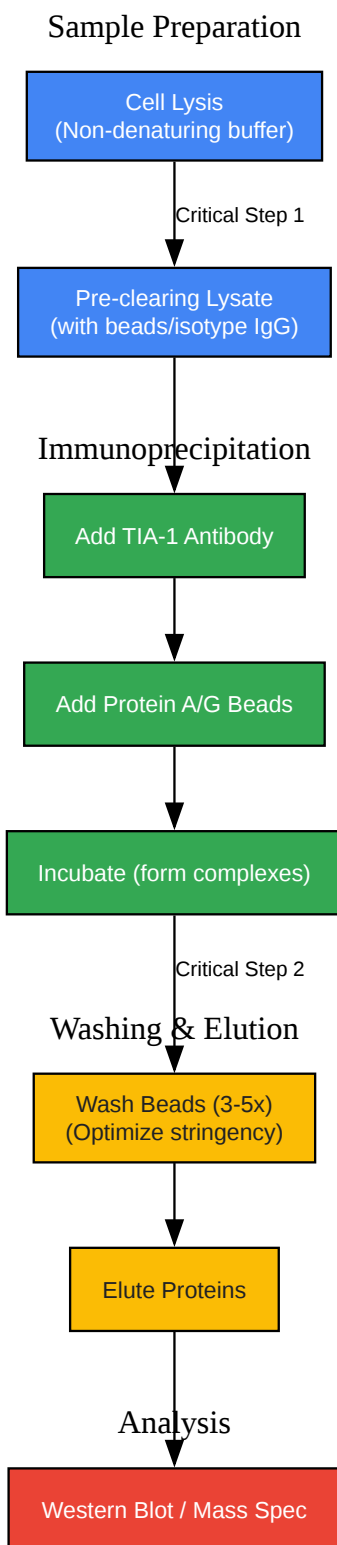 Sample Preparation
Cell Lysis
(Non-denaturing buffer)
Critical Step 1
Pre-clearing Lysate
(with beads/isotype IgG)
Immunoprecipitation
Add TIA-1 Antibody
Add Protein A/G Beads
Incubate (form complexes)
Critical Step 2
Washing & Elution
Wash Beads (3-5x)
(Optimize stringency)
Elute Proteins
Analysis
Western Blot / Mass Spec